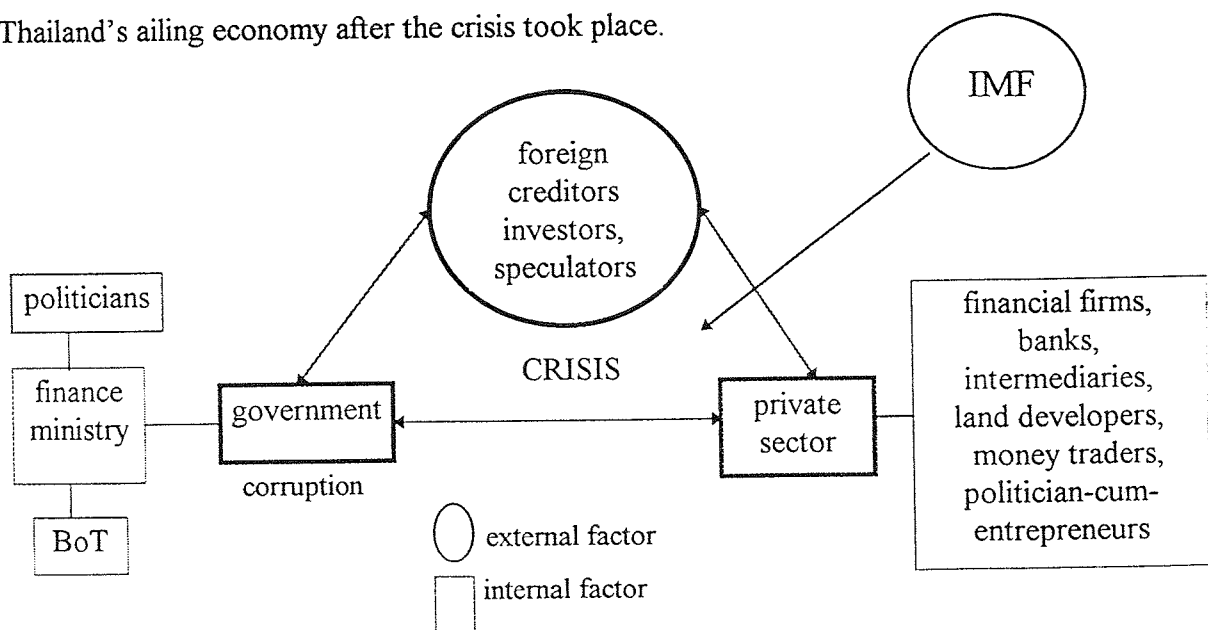 Thailand's ailing economy after the crisis took place.
IMF
foreign
creditors
investors,
speculators
politicians
finance
ministry
BoT
government
corruption
CRISIS
private
sector
financial firms,
banks,
intermediaries,
land developers,
money traders,
politician-cum-
entrepreneurs
external factor
internal factor